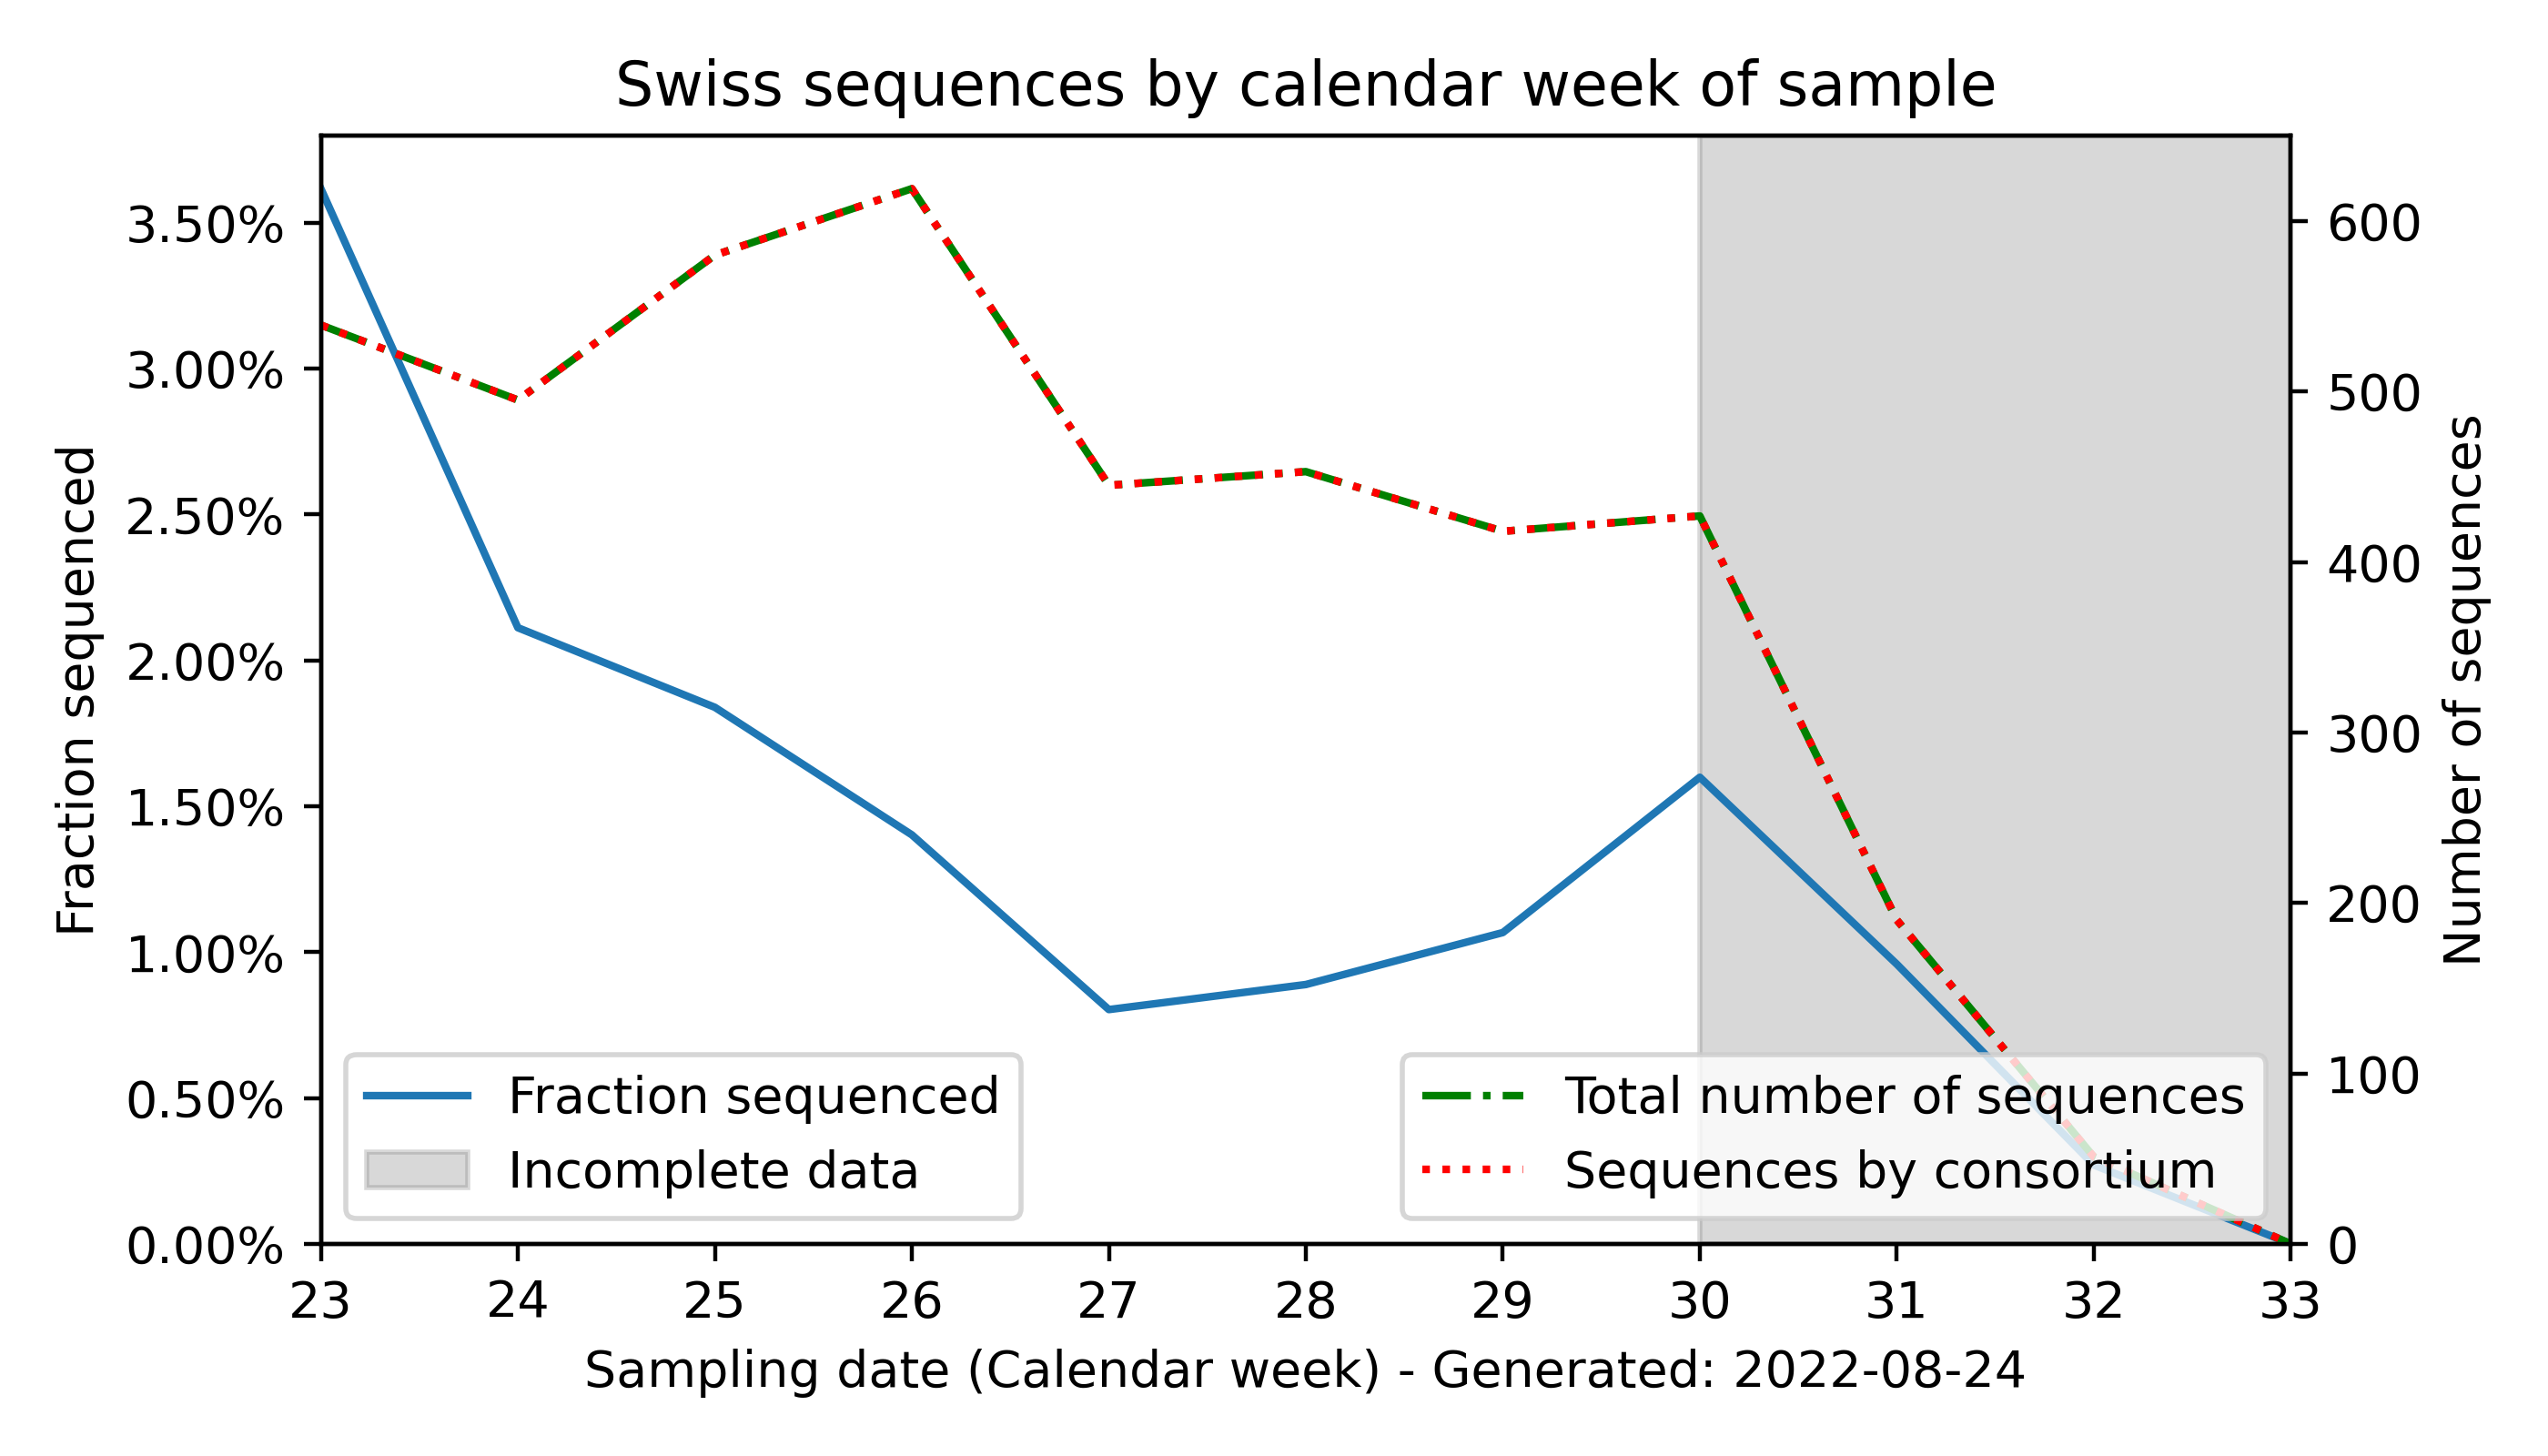 Swiss sequences by calendar week of sample
3.50%
3.00%
2.50%
2.00%
1.50%
1.00%
0.50%
0.00%
Fraction sequenced
600
500
400
300
200
100
0
Number of sequences
Fraction sequenced
Incomplete data
Total number of sequences
Sequences by consortium
23 24 25 26 27 28 29 30 31 32 33
Sampling date (Calendar week) - Generated: 2022-08-24